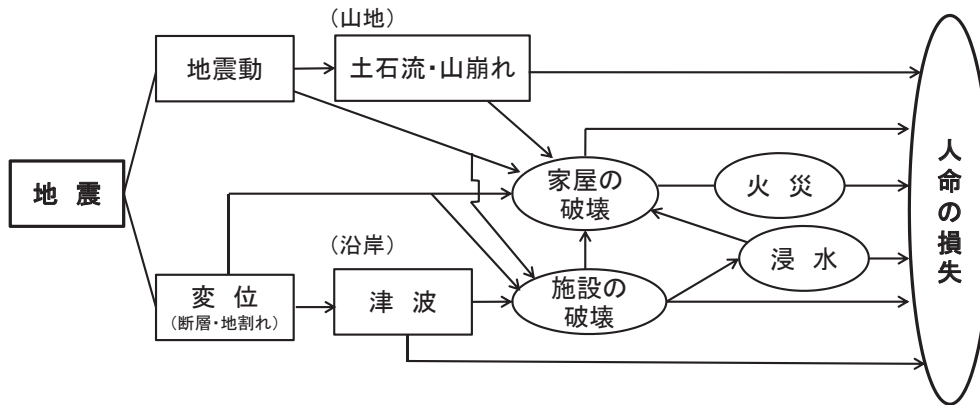 (山地)
地震動
土石流・山崩れ
地 震
家屋の
破壊
火 災
人命の損失
(沿岸)
浸 水
変 位
(断層・地割れ)
津 波
施設の
破壊